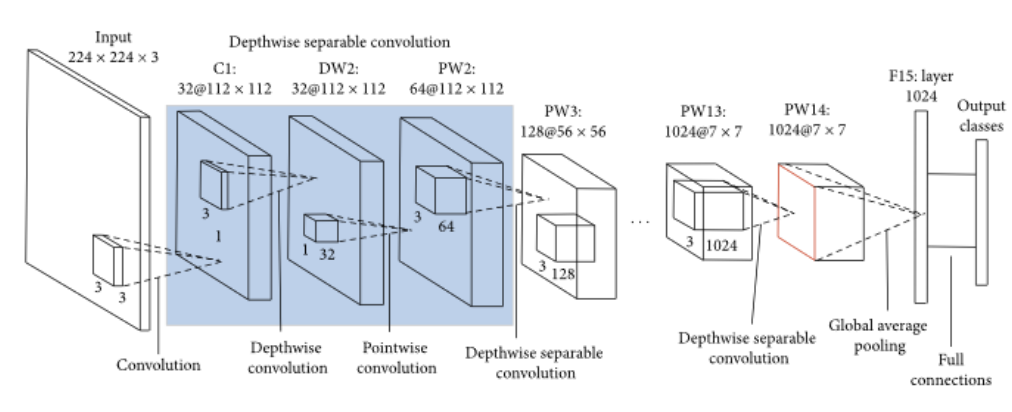 Input
224 × 224 × 3
Depthwise separable convolution
C1:
32@112 × 112
DW2:
32@112 × 112
PW2:
64@112 × 112
PW3:
128@56 × 56
PW13:
1024@7 × 7
PW14:
1024@7 × 7
F15: layer
1024
Output
classes
3
3
3
1
1
32
3
64
3
128
...
3
1024
Convolution
Depthwise
convolution
Pointwise
convolution
Depthwise separable
convolution
Depthwise separable
convolution
Global average
pooling
Full
connections